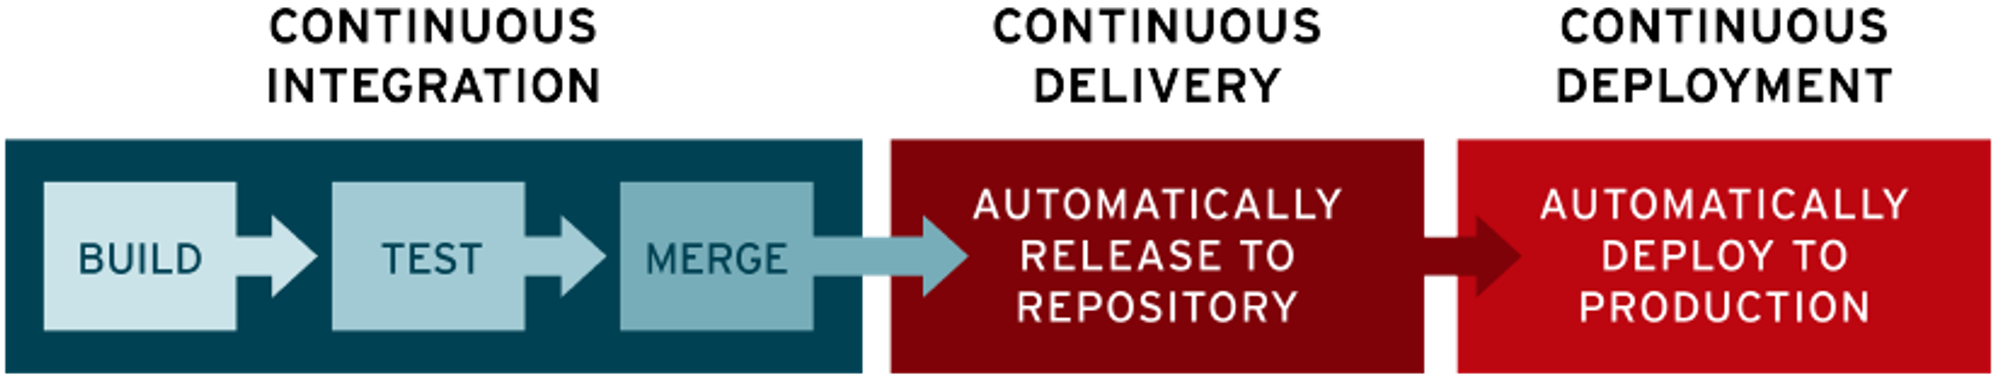 CONTINUOUS
INTEGRATION
CONTINUOUS
DELIVERY
CONTINUOUS
DEPLOYMENT
BUILD
TEST
MERGE
AUTOMATICALLY
RELEASE TO
REPOSITORY
AUTOMATICALLY
DEPLOY TO
PRODUCTION